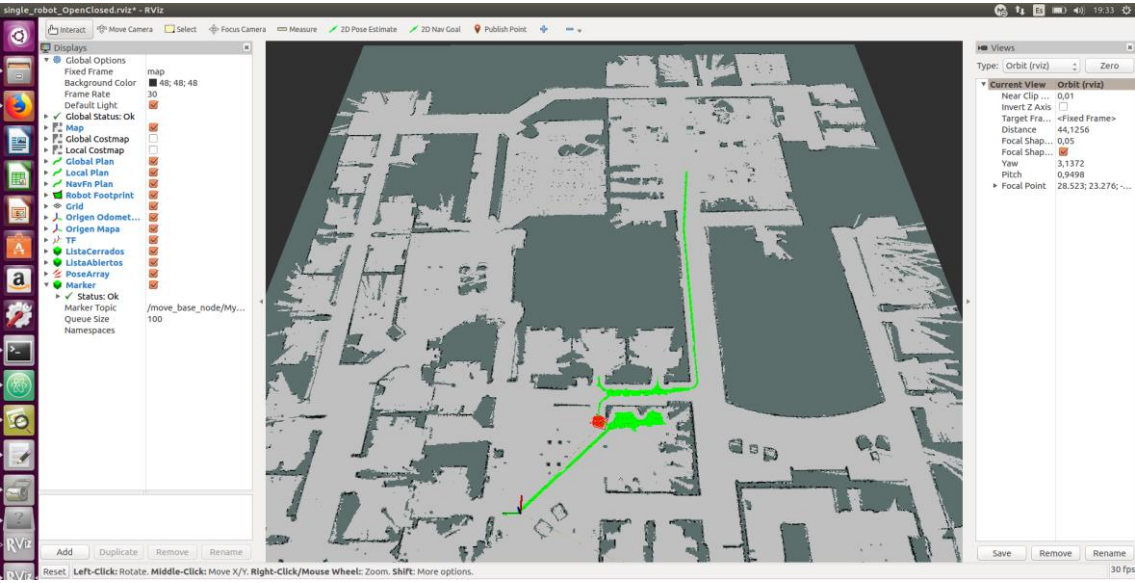 single_robot_OpenClosed.rviz* - RViz
Es 19:33
Interact Move Camera Select Focus Camera Measure 2D Pose Estimate 2D Nav Goal Publish Point
Displays
Global Options
Fixed Frame map
Background Color 48; 48; 48
Frame Rate 30
Default Light
Global Status: Ok
Map
Global Costmap
Local Costmap
Global Plan
Local Plan
NavFn Plan
Robot Footprint
Grid
Origen Odomet...
Origen Mapa
TF
ListaCerrados
ListaAbiertos
PoseArray
Marker
Status: Ok
Marker Topic /move_base_node/My...
Queue Size 100
Namespaces
Add Duplicate Remove Rename
Reset Left-Click: Rotate. Middle-Click: Move X/Y. Right-Click/Mouse Wheel:: Zoom. Shift: More options.
Views
Type: Orbit (rviz) Zero
Current View Orbit (rviz)
Near Clip ... 0,01
Invert Z Axis
Target Fra... <Fixed Frame>
Distance 44,1256
Focal Shap... 0,05
Focal Shap...
Yaw 3,1372
Pitch 0,9498
Focal Point 28.523; 23.276; -...
Save Remove Rename
30 fps
RViz
RViz